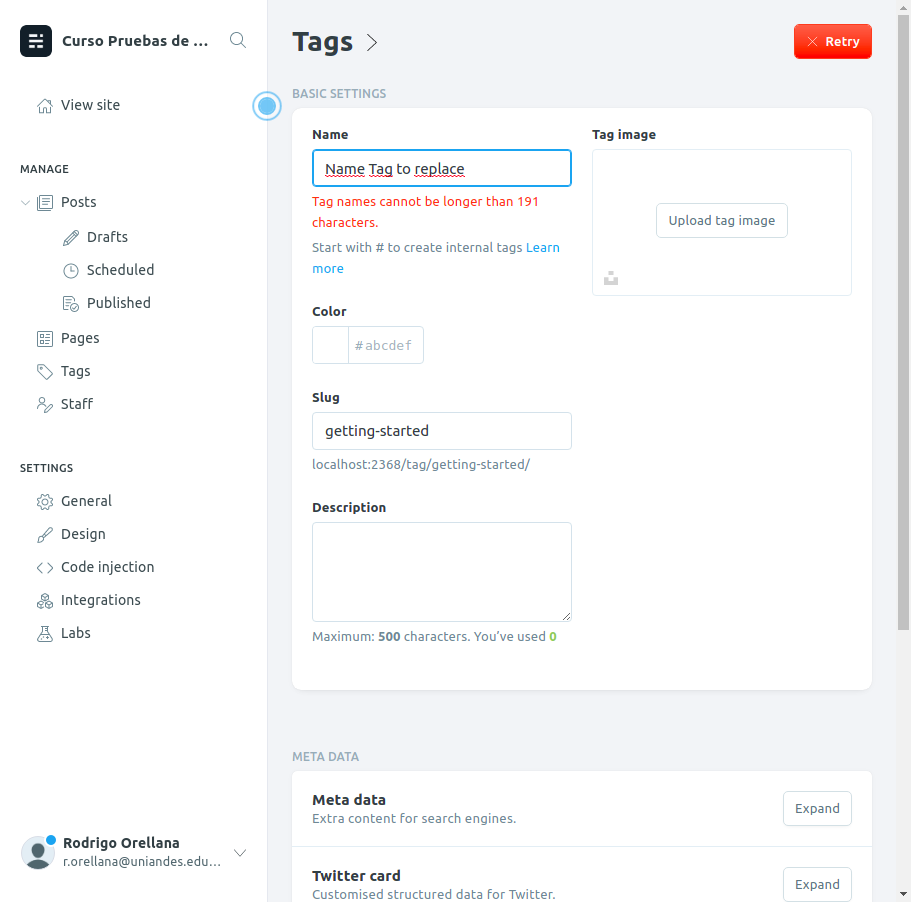 Curso Pruebas de ...
View site
MANAGE
Posts
Drafts
Scheduled
Published
Pages
Tags
Staff
SETTINGS
General
Design
Code injection
Integrations
Labs
Rodrigo Orellana
r.orellana@uniandes.edu...
Tags
Retry
BASIC SETTINGS
Name
Name Tag to replace
Tag names cannot be longer than 191
characters.
Start with # to create internal tags Learn
more
Color
#abcdef
Slug
getting-started
localhost:2368/tag/getting-started/
Description
Maximum: 500 characters. You’ve used 0
Tag image
Upload tag image
META DATA
Meta data
Extra content for search engines.
Expand
Twitter card
Customised structured data for Twitter.
Expand